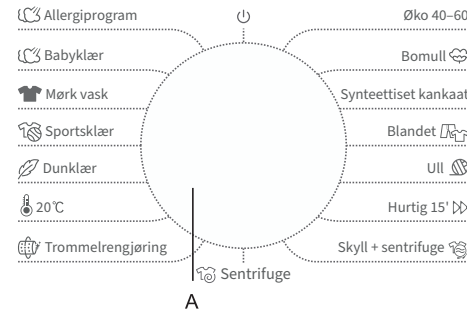 Allergiprogram
Øko 40–60
Babyklær
Bomull
Mørk vask
Synteettiset kankaat
Sportsklær
Blandet
Dunklær
Ull
20℃
Hurtig 15'
Trommelrengjøring
Skyll + sentrifuge
Sentrifuge
A